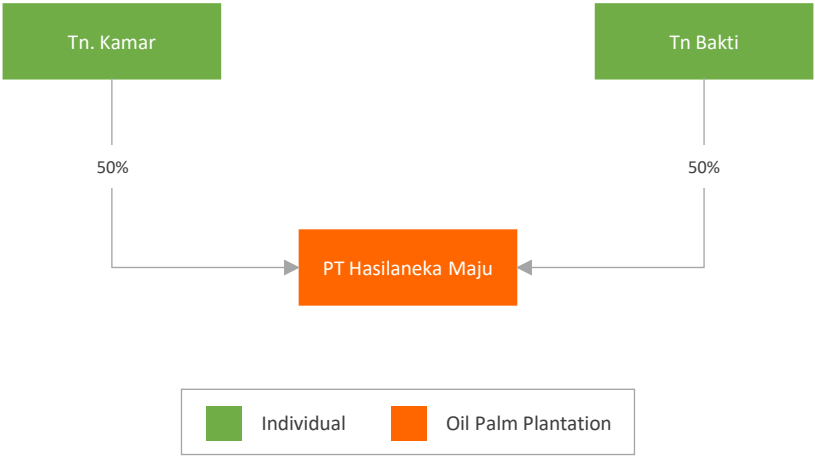 Tn. Kamar
Tn Bakti
50%
50%
PT Hasilaneka Maju
Individual
Oil Palm Plantation